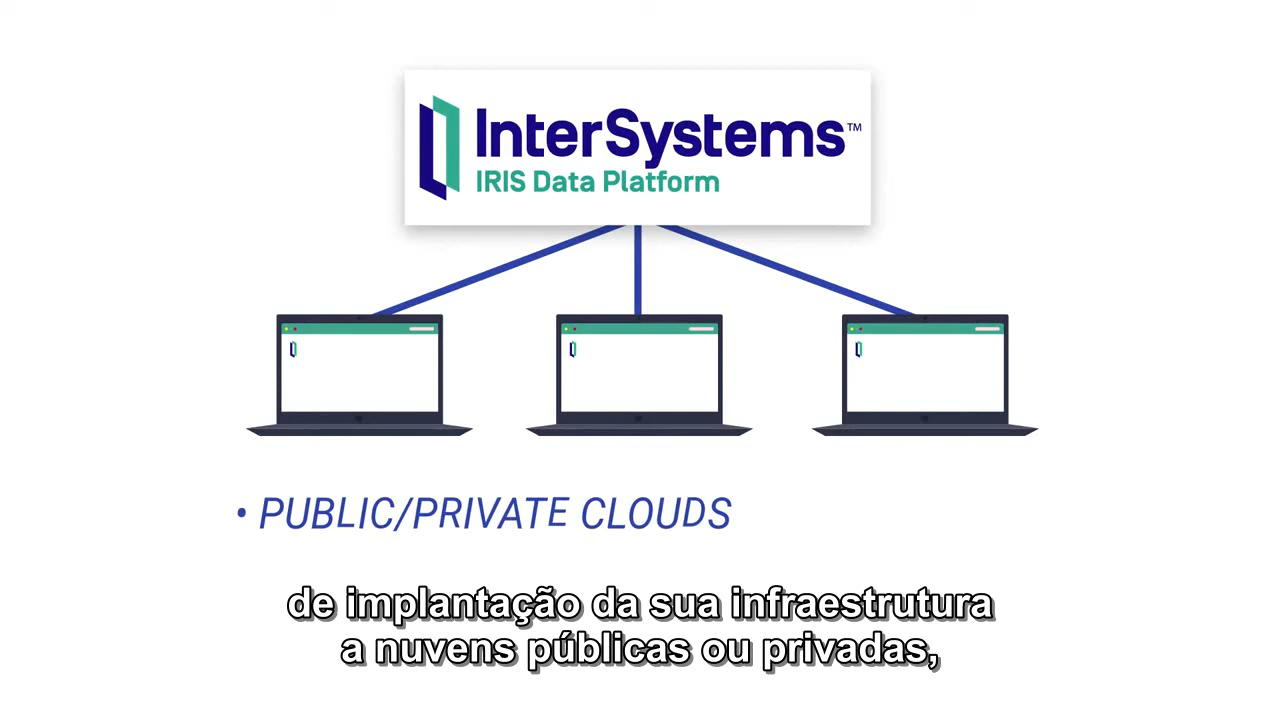 InterSystems™
IRIS Data Platform
• PUBLIC/PRIVATE CLOUDS
de implantação da sua infraestrutura
a nuvens públicas ou privadas,